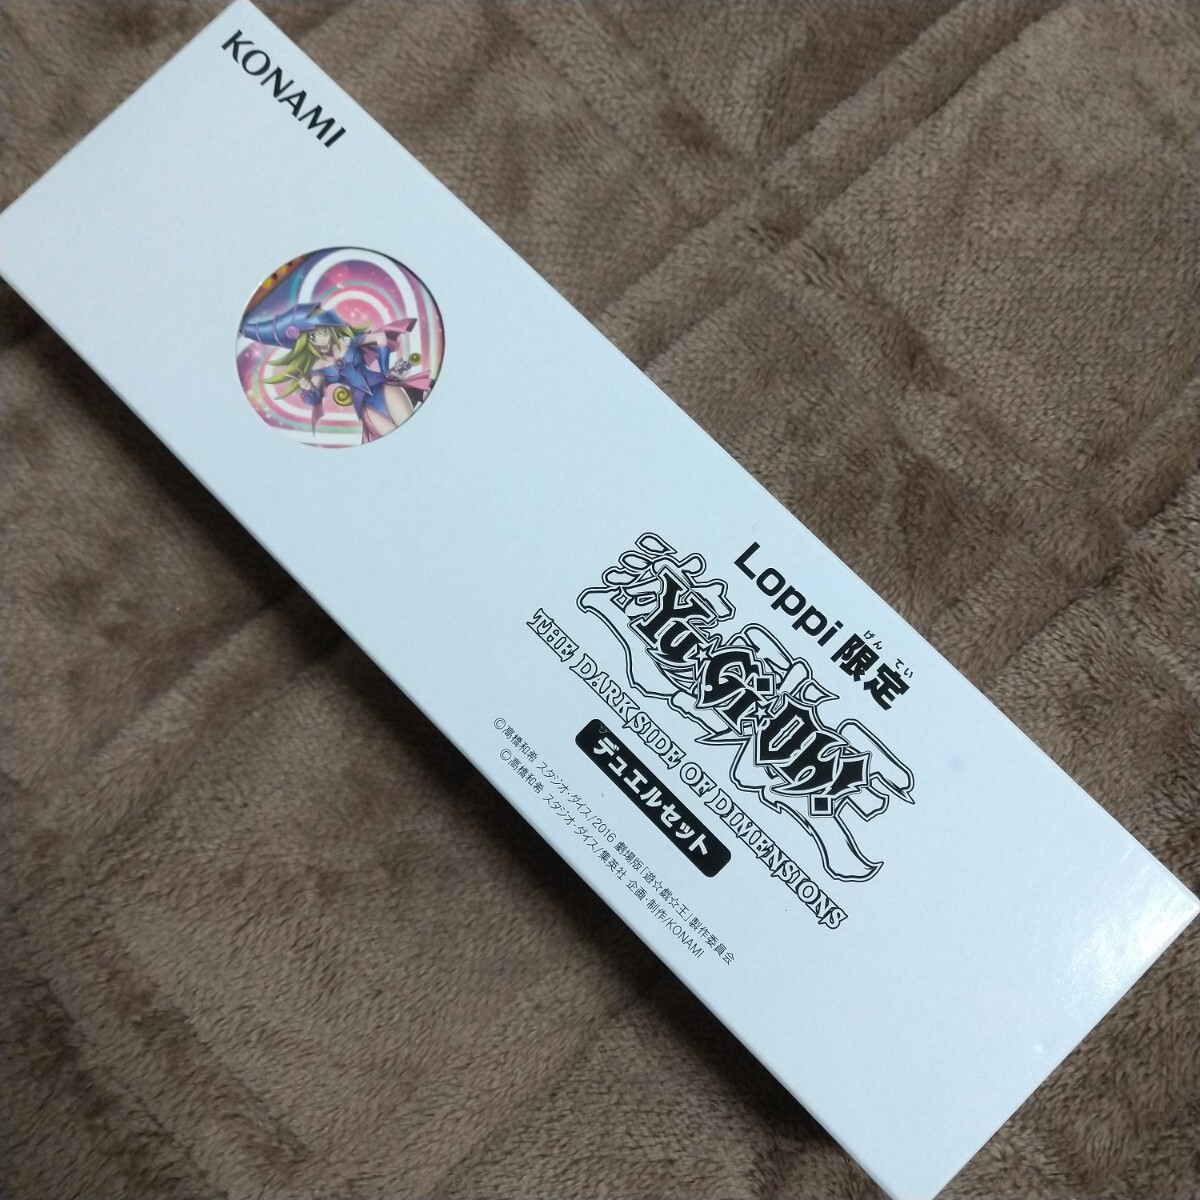 KONAMI
Loppi限定
げんてい
Yu-Gi-Oh!
THE DARK SIDE OF DIMENSIONS
デュエルセット
©高橋和希 スタジオ・ダイス/2016 劇場版「遊☆戯☆王」製作委員会
©高橋和希 スタジオ・ダイス/集英社 企画・制作/KONAMI